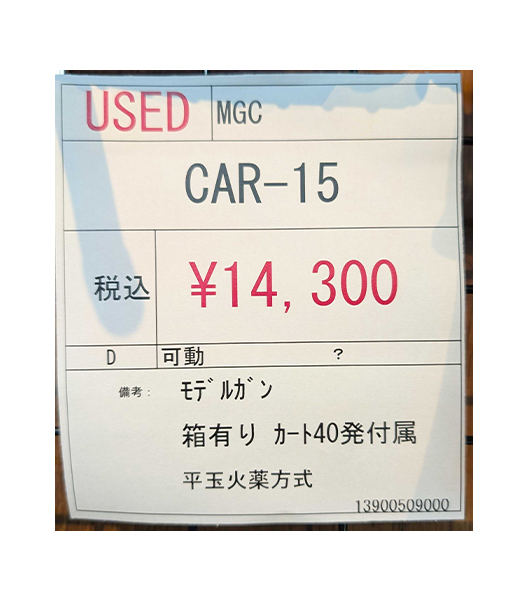 USED MGC
CAR-15
税込 ¥14,300
D 可動 ?
備考: ﾓﾃﾞﾙｶﾞﾝ
箱有り ｶｰﾄ40発付属
平玉火薬方式
13900509000